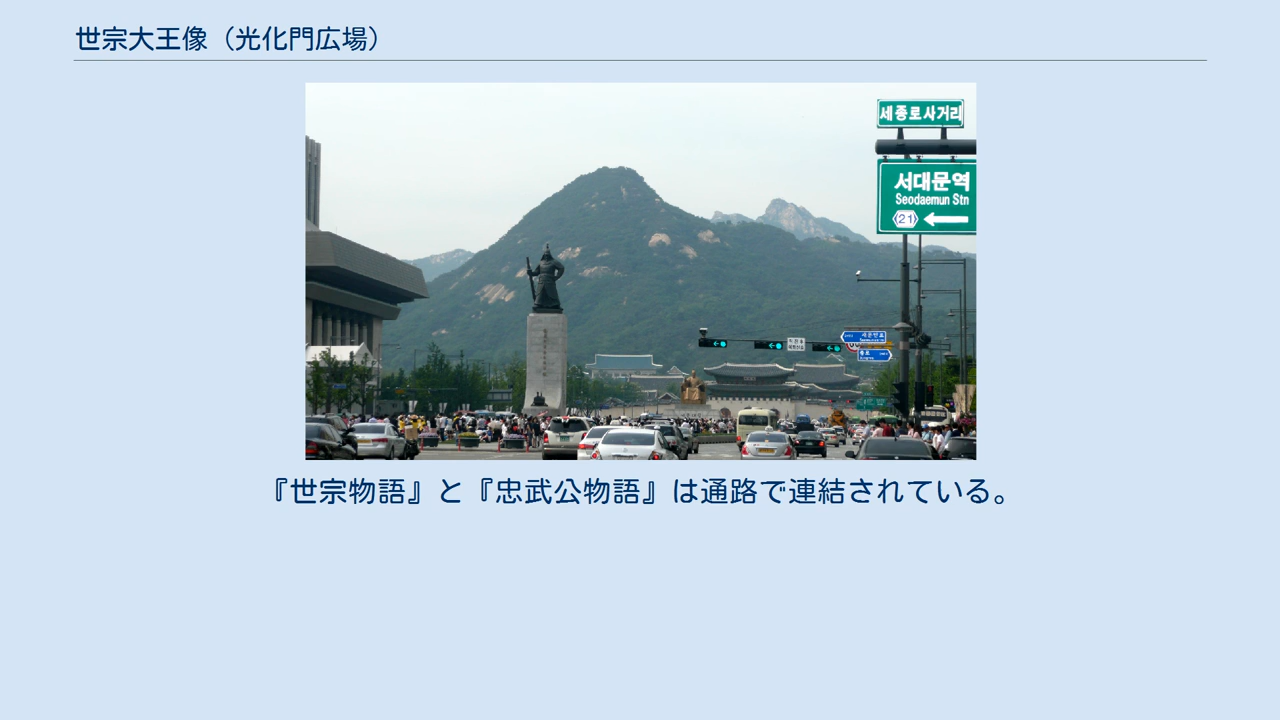 世宗大王像（光化門広場）
세종로사거리
서대문역
Seodaemun Stn
21
『世宗物語』と『忠武公物語』は通路で連結されている。